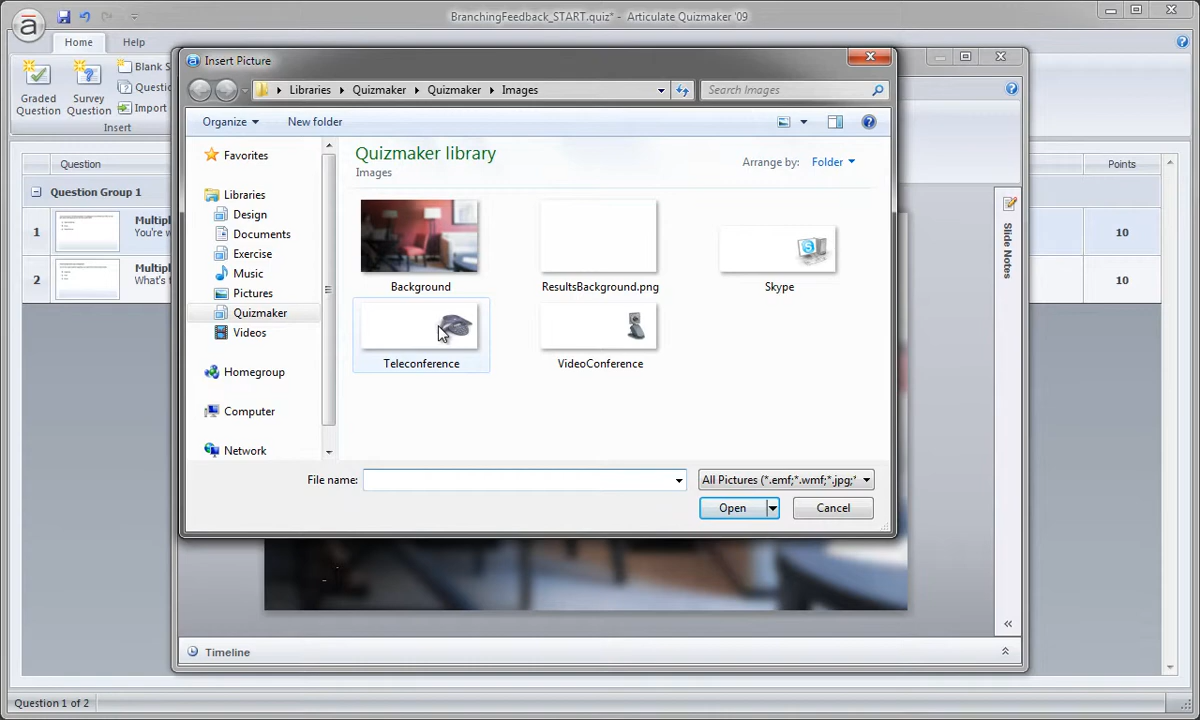 BranchingFeedback_START.quiz* - Articulate Quizmaker '09
Home
Help
Graded Question
Survey Question
Blank S
Questio
Import
Insert
Insert Picture
Libraries
Quizmaker
Quizmaker
Images
Search Images
Organize
New folder
Favorites
Libraries
Design
Documents
Exercise
Music
Pictures
Quizmaker
Videos
Homegroup
Computer
Network
Quizmaker library
Images
Arrange by:
Folder
Background
ResultsBackground.png
Skype
Teleconference
VideoConference
File name:
All Pictures (*.emf;*.wmf;*.jpg;*
Open
Cancel
Question
Points
Question Group 1
1
Multipl
You're w
10
2
Multipl
What's t
10
Slide Notes
Timeline
Question 1 of 2